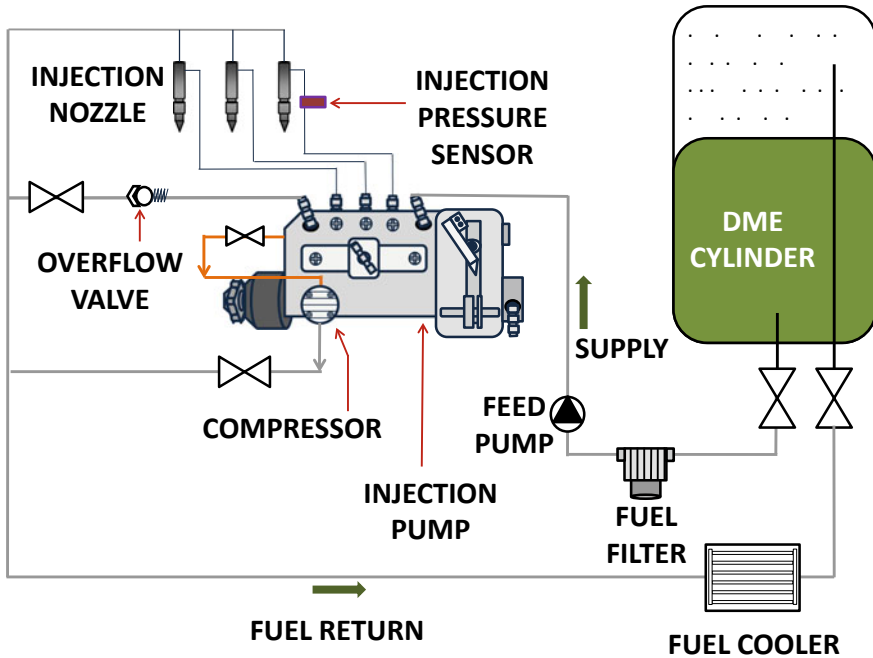 INJECTION
NOZZLE
INJECTION
PRESSURE
SENSOR
DME
CYLINDER
OVERFLOW
VALVE
SUPPLY
COMPRESSOR
FEED
PUMP
INJECTION
PUMP
FUEL
FILTER
FUEL RETURN
FUEL COOLER